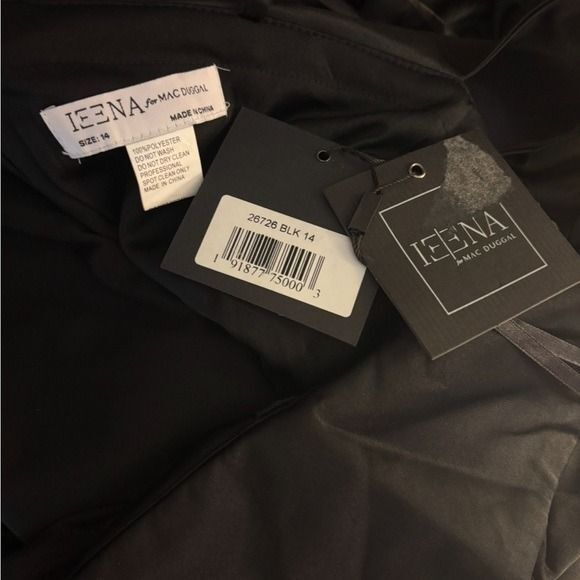 IEENA for MAC DUGGAL
SIZE: 14 MADE IN CHINA
100%POLYESTER
DO NOT WASH
DO NOT DRY CLEAN
PROFESSIONAL
SPOT CLEAN ONLY
MADE IN CHINA
26726 BLK 14
1 91877 75000 3
IEENA
for MAC DUGGAL